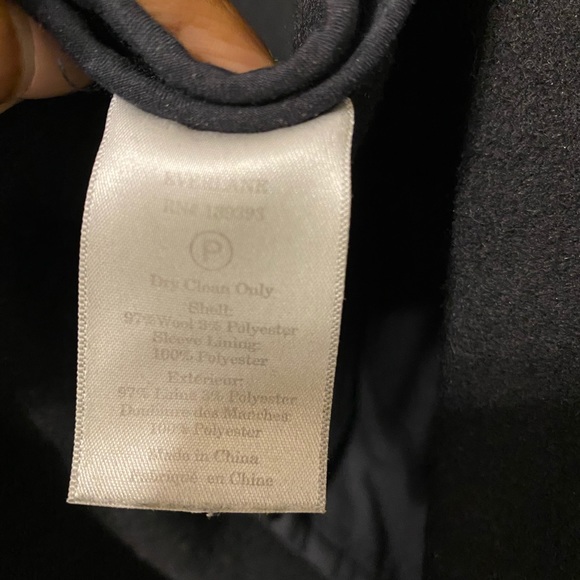 EVERLANE
RN# 139393
P
Dry Clean Only
Shell:
97% Wool 3% Polyester
Sleeve Lining:
100% Polyester
Exterieur:
97% Laine 3% Polyester
Doublure des Manches:
100% Polyester
Made in China
Fabriqué en Chine